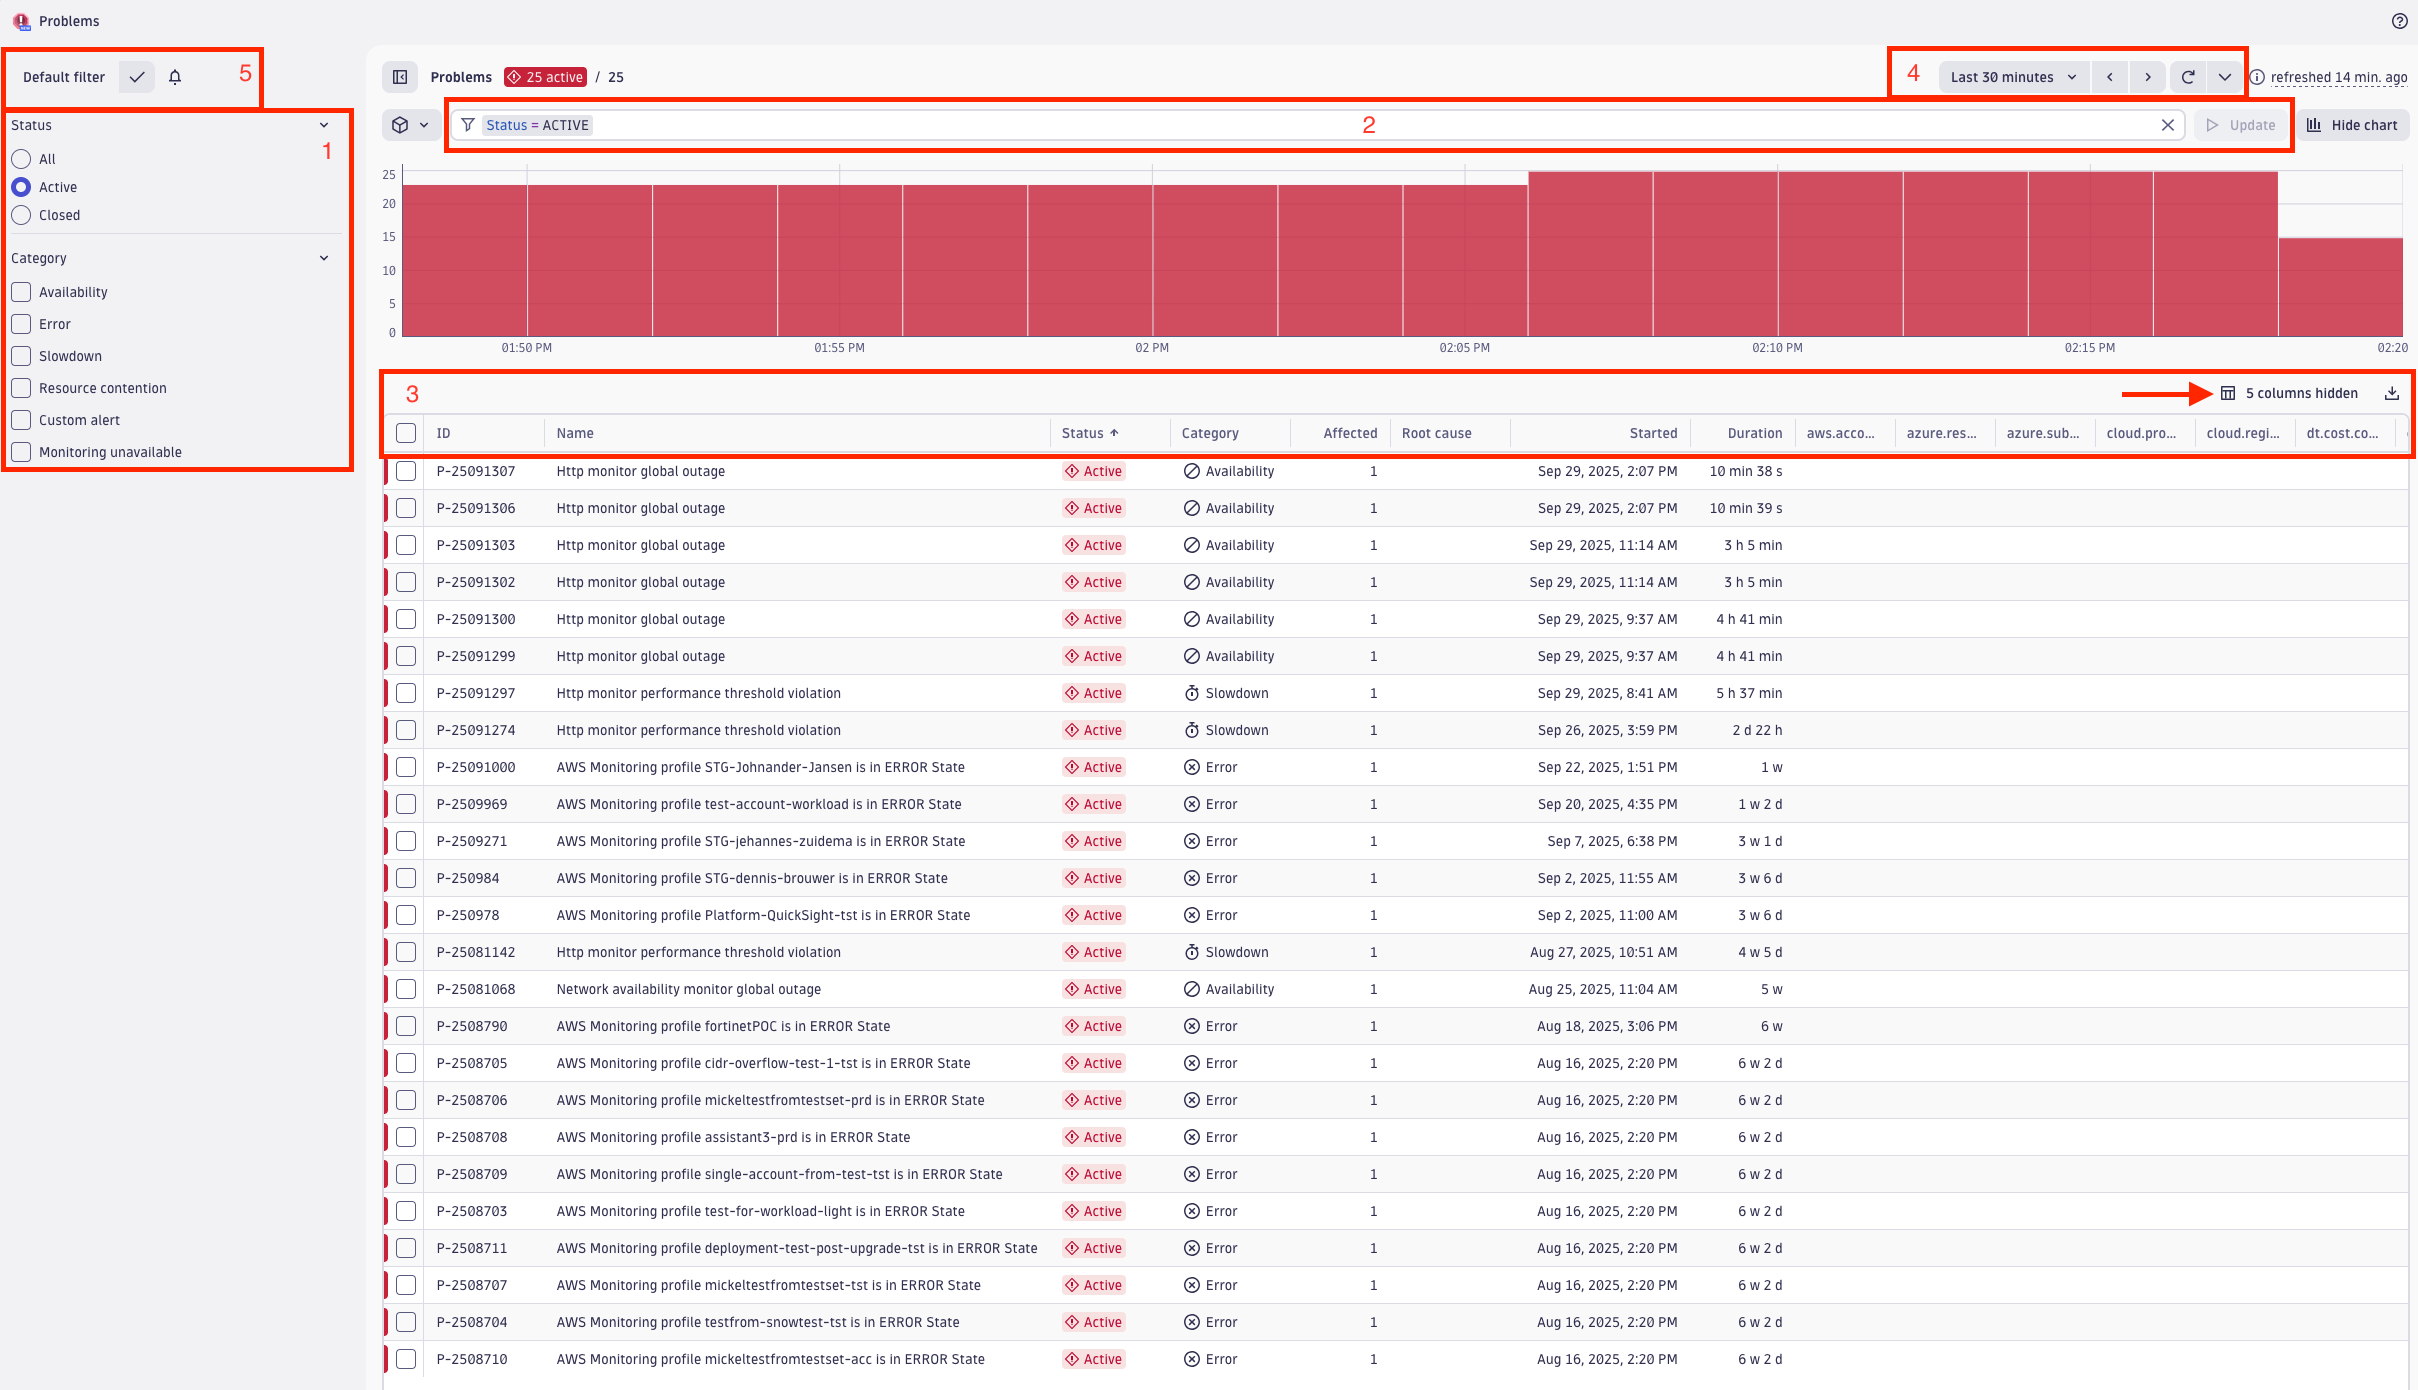 Problems
Default filter 5
Status
1
All
Active
Closed
Category
Availability
Error
Slowdown
Resource contention
Custom alert
Monitoring unavailable
Problems 25 active / 25
4 Last 30 minutes refreshed 14 min. ago
Status = ACTIVE 2 Update Hide chart
25
20
15
10
5
0
01:50 PM 01:55 PM 02 PM 02:05 PM 02:10 PM 02:15 PM 02:20
3 5 columns hidden
ID Name Status Category Affected Root cause Started Duration aws.acco... azure.res... azure.sub... cloud.pro... cloud.regi... dt.cost.co...
P-25091307 Http monitor global outage Active Availability 1 Sep 29, 2025, 2:07 PM 10 min 38 s
P-25091306 Http monitor global outage Active Availability 1 Sep 29, 2025, 2:07 PM 10 min 39 s
P-25091303 Http monitor global outage Active Availability 1 Sep 29, 2025, 11:14 AM 3 h 5 min
P-25091302 Http monitor global outage Active Availability 1 Sep 29, 2025, 11:14 AM 3 h 5 min
P-25091300 Http monitor global outage Active Availability 1 Sep 29, 2025, 9:37 AM 4 h 41 min
P-25091299 Http monitor global outage Active Availability 1 Sep 29, 2025, 9:37 AM 4 h 41 min
P-25091297 Http monitor performance threshold violation Active Slowdown 1 Sep 29, 2025, 8:41 AM 5 h 37 min
P-25091274 Http monitor performance threshold violation Active Slowdown 1 Sep 26, 2025, 3:59 PM 2 d 22 h
P-25091000 AWS Monitoring profile STG-Johnander-Jansen is in ERROR State Active Error 1 Sep 22, 2025, 1:51 PM 1 w
P-2509969 AWS Monitoring profile test-account-workload is in ERROR State Active Error 1 Sep 20, 2025, 4:35 PM 1 w 2 d
P-2509271 AWS Monitoring profile STG-jehannes-zuidema is in ERROR State Active Error 1 Sep 7, 2025, 6:38 PM 3 w 1 d
P-250984 AWS Monitoring profile STG-dennis-brouwer is in ERROR State Active Error 1 Sep 2, 2025, 11:55 AM 3 w 6 d
P-250978 AWS Monitoring profile Platform-QuickSight-tst is in ERROR State Active Error 1 Sep 2, 2025, 11:00 AM 3 w 6 d
P-25081142 Http monitor performance threshold violation Active Slowdown 1 Aug 27, 2025, 10:51 AM 4 w 5 d
P-25081068 Network availability monitor global outage Active Availability 1 Aug 25, 2025, 11:04 AM 5 w
P-2508790 AWS Monitoring profile fortinetPOC is in ERROR State Active Error 1 Aug 18, 2025, 3:06 PM 6 w
P-2508705 AWS Monitoring profile cidr-overflow-test-1-tst is in ERROR State Active Error 1 Aug 16, 2025, 2:20 PM 6 w 2 d
P-2508706 AWS Monitoring profile mickeltestfromtestset-prd is in ERROR State Active Error 1 Aug 16, 2025, 2:20 PM 6 w 2 d
P-2508708 AWS Monitoring profile assistant3-prd is in ERROR State Active Error 1 Aug 16, 2025, 2:20 PM 6 w 2 d
P-2508709 AWS Monitoring profile single-account-from-test-tst is in ERROR State Active Error 1 Aug 16, 2025, 2:20 PM 6 w 2 d
P-2508703 AWS Monitoring profile test-for-workload-light is in ERROR State Active Error 1 Aug 16, 2025, 2:20 PM 6 w 2 d
P-2508711 AWS Monitoring profile deployment-test-post-upgrade-tst is in ERROR State Active Error 1 Aug 16, 2025, 2:20 PM 6 w 2 d
P-2508707 AWS Monitoring profile mickeltestfromtestset-tst is in ERROR State Active Error 1 Aug 16, 2025, 2:20 PM 6 w 2 d
P-2508704 AWS Monitoring profile testfrom-snowtest-tst is in ERROR State Active Error 1 Aug 16, 2025, 2:20 PM 6 w 2 d
P-2508710 AWS Monitoring profile mickeltestfromtestset-acc is in ERROR State Active Error 1 Aug 16, 2025, 2:20 PM 6 w 2 d